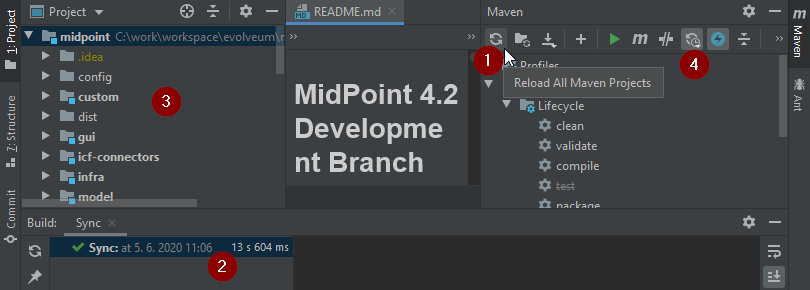 1: Project
7: Structure
Commit
Project
midpoint C:\work\workspace\evolveum\
.idea
config
custom
dist
gui
icf-connectors
infra
model
3
README.md
MD
MidPoint 4.2
Developme
nt Branch
Maven
m
1
4
Profiles
Reload All Maven Projects
Lifecycle
clean
validate
compile
test
package
m
Maven
Ant
Build:
Sync
Sync: at 5. 6. 2020 11:06
13 s 604 ms
2